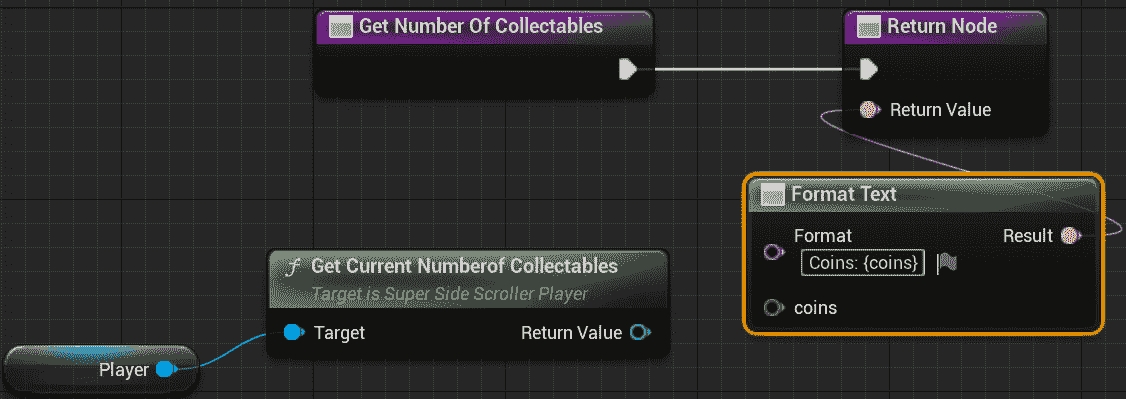 Get Number Of Collectables
Return Node
Return Value
Format Text
Format
Result
Coins: {coins}
coins
f Get Current Numberof Collectables
Target is Super Side Scroller Player
Target
Return Value
Player